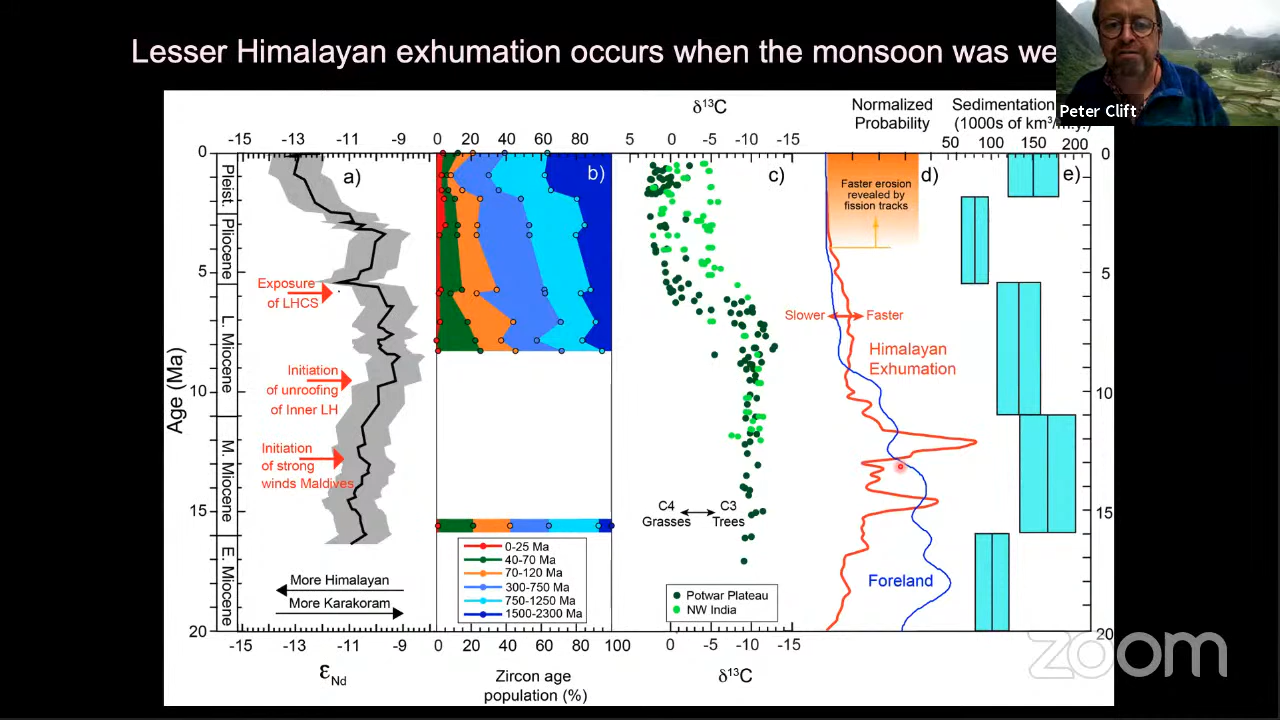 Lesser Himalayan exhumation occurs when the monsoon was we
Peter Clift
δ¹³C
Normalized
Probability
Sedimentation
(1000s of km³/m.y.)
-15 -13 -11 -9
0 20 40 60 80
5 0 -5 -10 -15
50 100 150 200
a)
b)
c)
d)
e)
Age (Ma)
0
5
10
15
20
Pleist.
Pliocene
L. Miocene
M. Miocene
E. Miocene
Exposure
of LHCS
Initiation
of unroofing
of Inner LH
Initiation
of strong
winds Maldives
More Himalayan
More Karakoram
0-25 Ma
40-70 Ma
70-120 Ma
300-750 Ma
750-1250 Ma
1500-2300 Ma
C4
Grasses
C3
Trees
Potwar Plateau
NW India
Faster erosion
revealed by
fission tracks
Slower
Faster
Himalayan
Exhumation
Foreland
0
5
10
15
20
-15 -13 -11 -9
0 20 40 60 80 100
0 -5 -10 -15
εNd
Zircon age
population (%)
δ¹³C
zoom